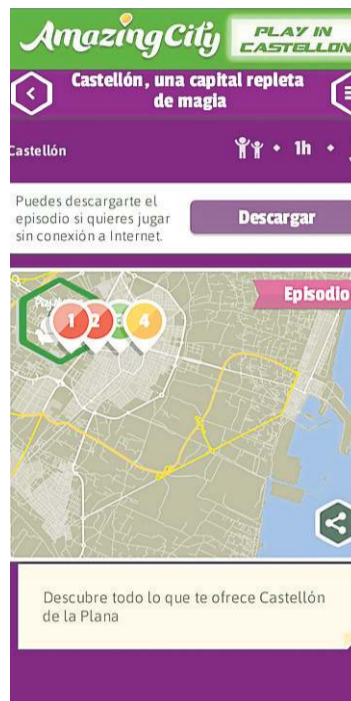 AmazingCity
PLAY IN
CASTELLON
Castellón, una capital repleta
de magia
Castellón
1h
Puedes descargarte el
episodio si quieres jugar
sin conexión a Internet.
Descargar
Episodio
1 2 3 4
Descubre todo lo que te ofrece Castellón
de la Plana